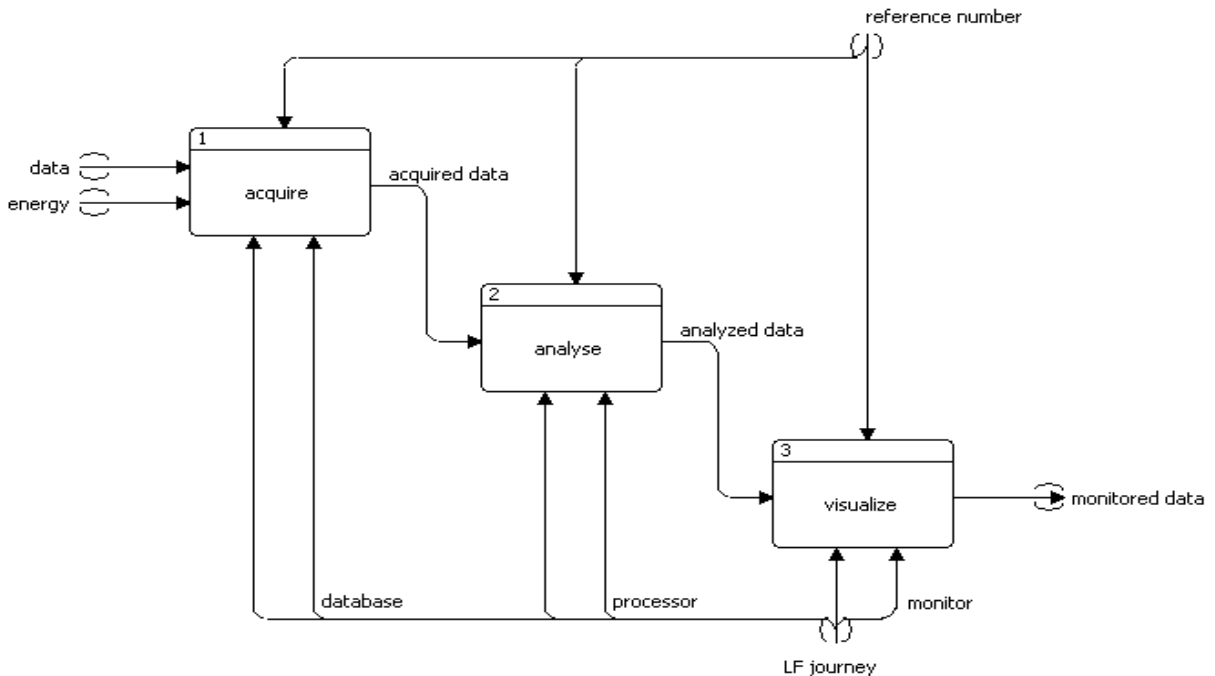 reference number
1
data
acquire
acquired data
energy
2
analyzed data
analyse
3
visualize
monitored data
database
processor
monitor
LF journey